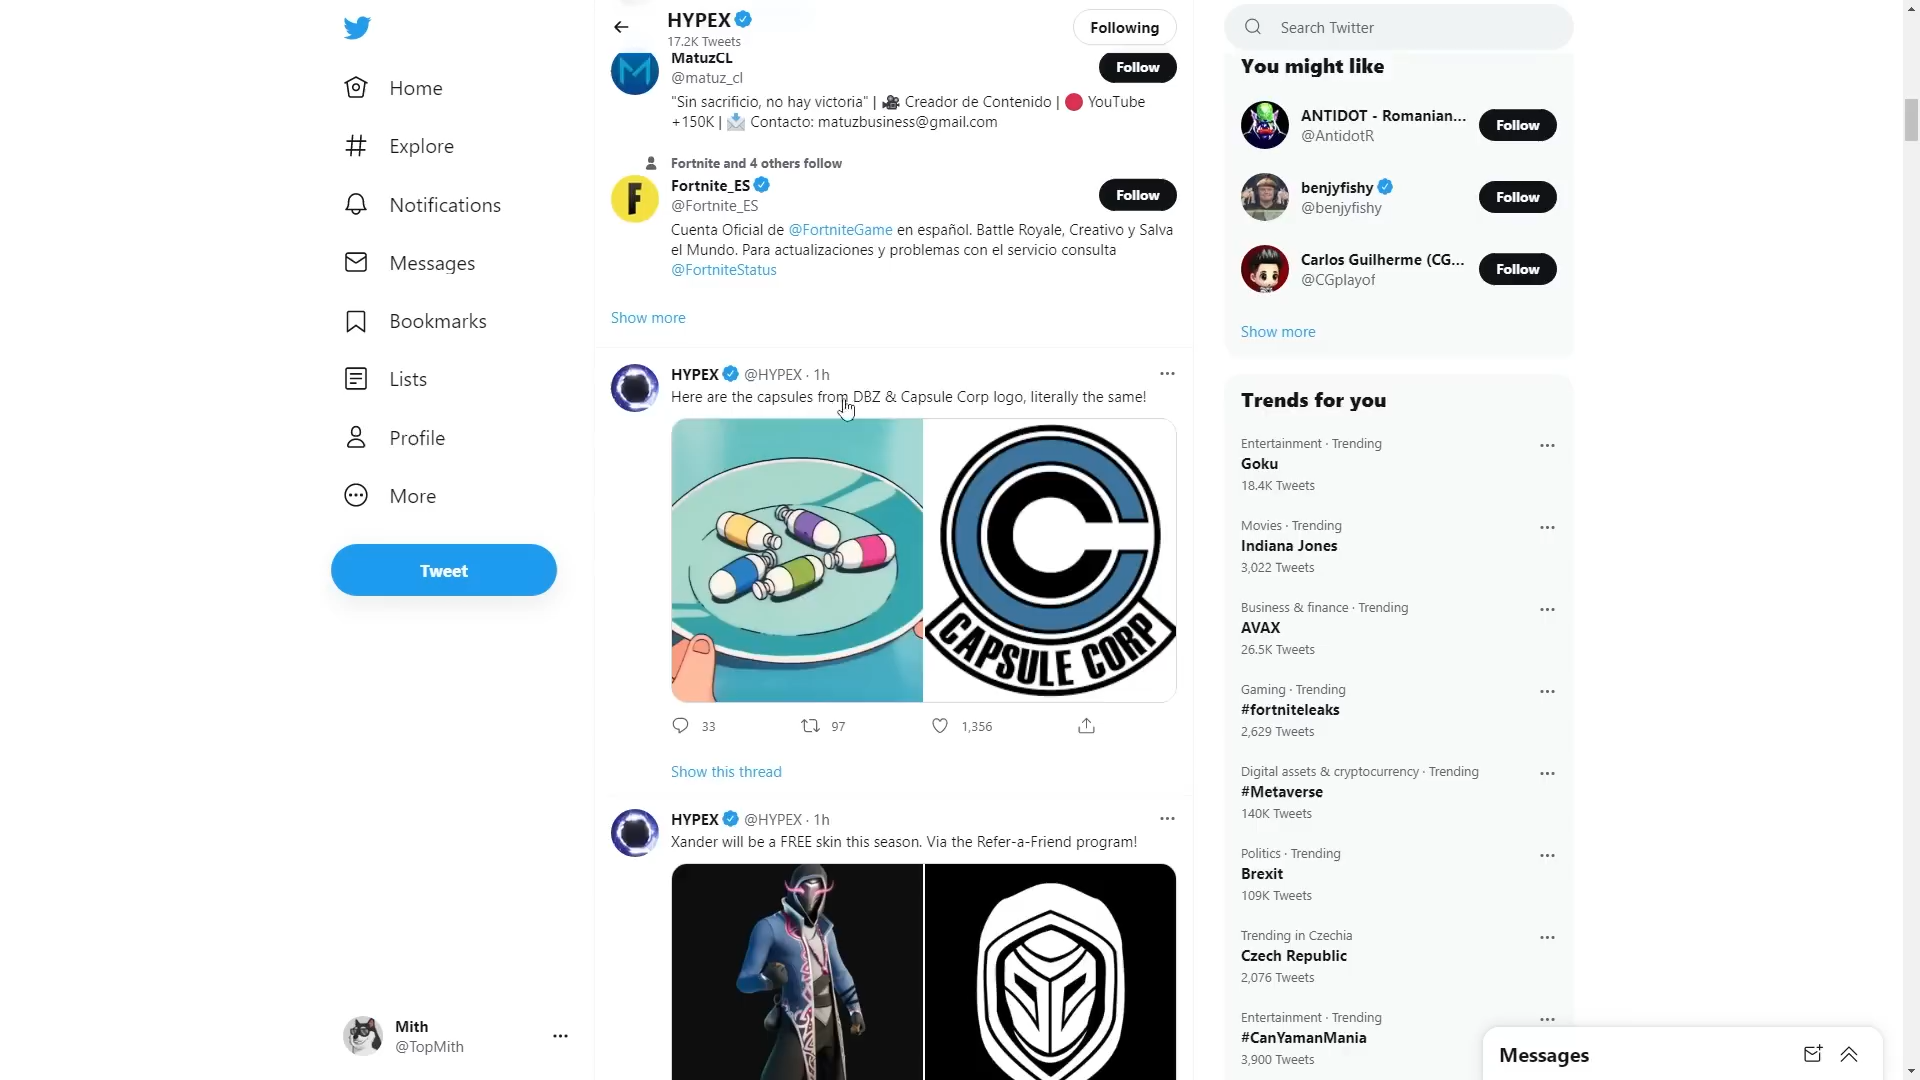 Home
Explore
Notifications
Messages
Bookmarks
Lists
Profile
More
Tweet
Mith
@TopMith
HYPEX
17.2K Tweets
Following
MatuzCL
@matuz_cl
Follow
"Sin sacrificio, no hay victoria" | Creador de Contenido | YouTube
+150K | Contacto: matuzbusiness@gmail.com
Fortnite and 4 others follow
Fortnite_ES
@Fortnite_ES
Follow
Cuenta Oficial de @FortniteGame en español. Battle Royale, Creativo y Salva
el Mundo. Para actualizaciones y problemas con el servicio consulta
@FortniteStatus
Show more
HYPEX @HYPEX · 1h
Here are the capsules from DBZ & Capsule Corp logo, literally the same!
CAPSULE CORP
33 97 1,356
Show this thread
HYPEX @HYPEX · 1h
Xander will be a FREE skin this season. Via the Refer-a-Friend program!
Search Twitter
You might like
ANTIDOT - Romanian...
@AntidotR
Follow
benjyfishy
@benjyfishy
Follow
Carlos Guilherme (CG...
@CGplayof
Follow
Show more
Trends for you
Entertainment · Trending
Goku
18.4K Tweets
Movies · Trending
Indiana Jones
3,022 Tweets
Business & finance · Trending
AVAX
26.5K Tweets
Gaming · Trending
#fortniteleaks
2,629 Tweets
Digital assets & cryptocurrency · Trending
#Metaverse
140K Tweets
Politics · Trending
Brexit
109K Tweets
Trending in Czechia
Czech Republic
2,076 Tweets
Entertainment · Trending
#CanYamanMania
3,900 Tweets
Messages